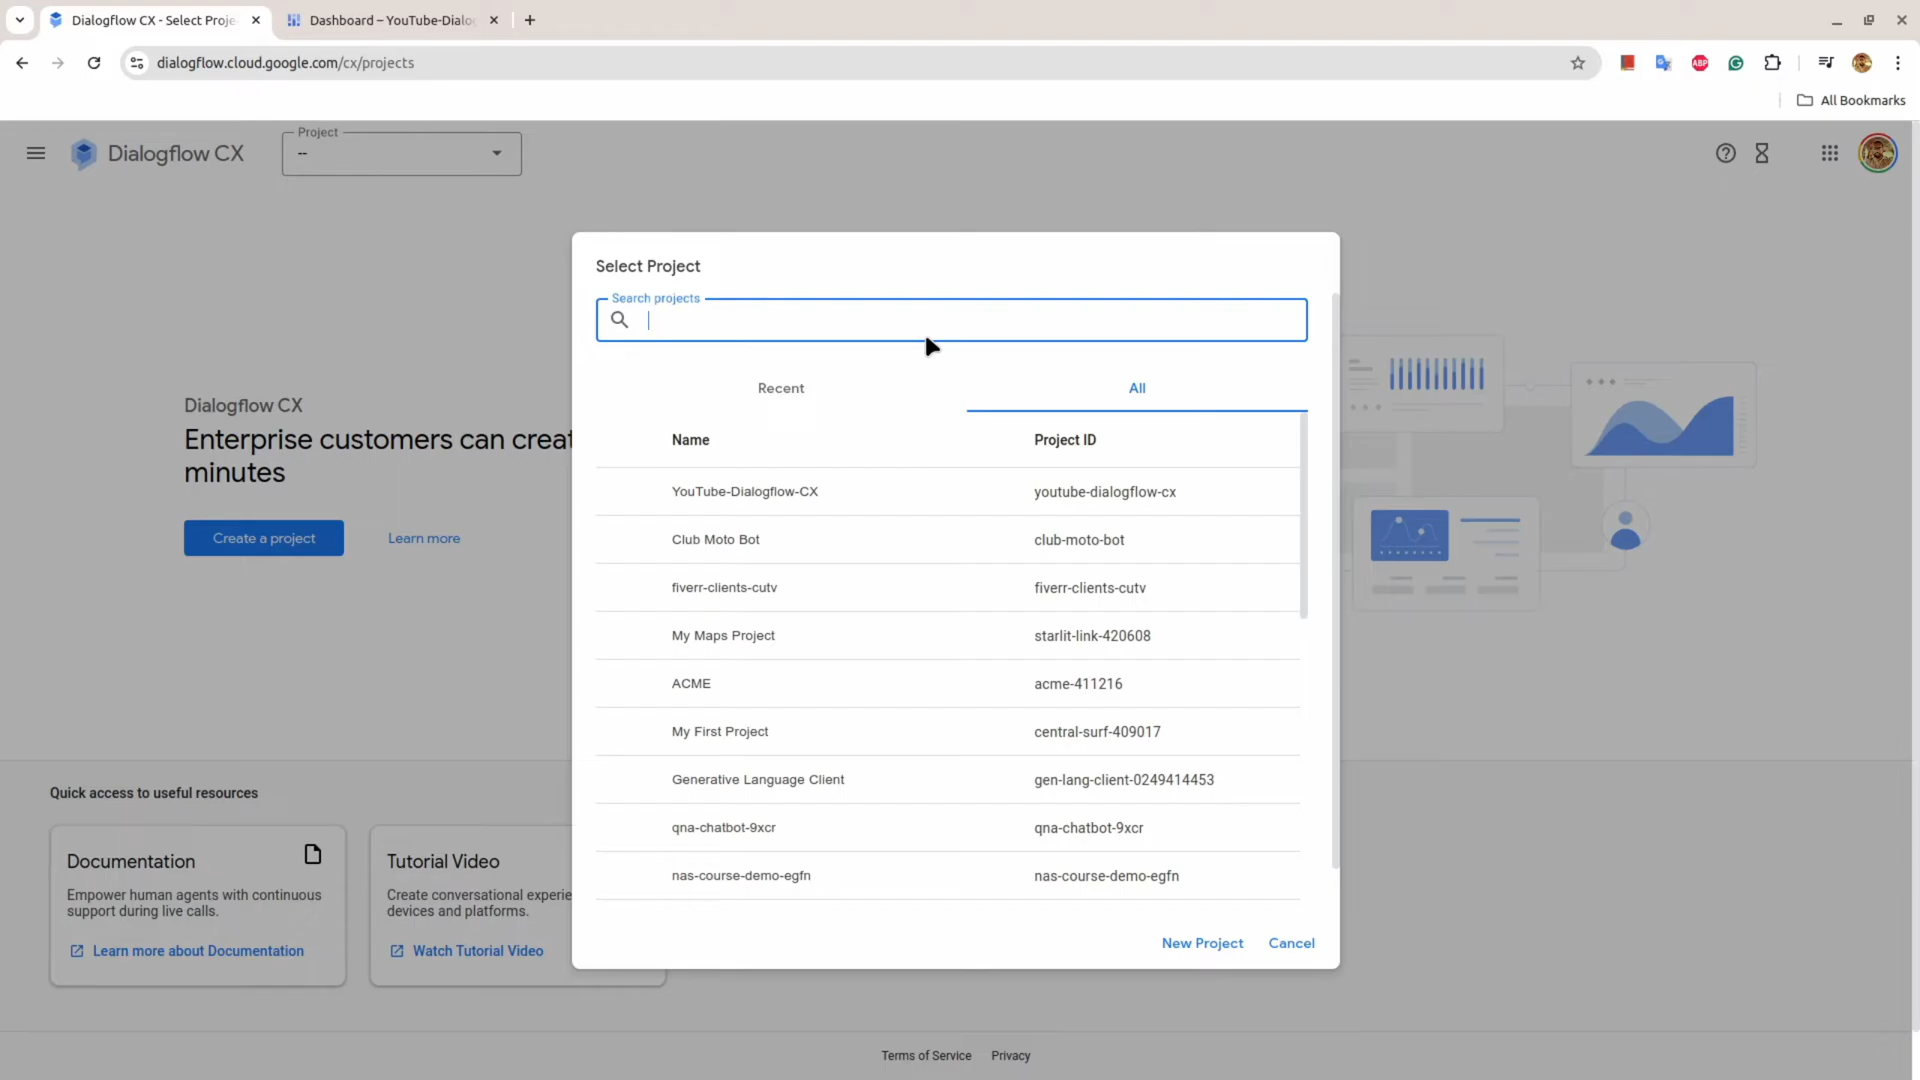 Dialogflow CX - Select Proje
Dashboard – YouTube-Dialo
dialogflow.cloud.google.com/cx/projects
ABP
All Bookmarks
Dialogflow CX
Project
--
Select Project
Search projects
Recent
All
Name
Project ID
YouTube-Dialogflow-CX
youtube-dialogflow-cx
Club Moto Bot
club-moto-bot
fiverr-clients-cutv
fiverr-clients-cutv
My Maps Project
starlit-link-420608
ACME
acme-411216
My First Project
central-surf-409017
Generative Language Client
gen-lang-client-0249414453
qna-chatbot-9xcr
qna-chatbot-9xcr
nas-course-demo-egfn
nas-course-demo-egfn
New Project
Cancel
Dialogflow CX
Enterprise customers can creat
minutes
Create a project
Learn more
Quick access to useful resources
Documentation
Empower human agents with continuous
support during live calls.
Learn more about Documentation
Tutorial Video
Create conversational experie
devices and platforms.
Watch Tutorial Video
Terms of Service
Privacy